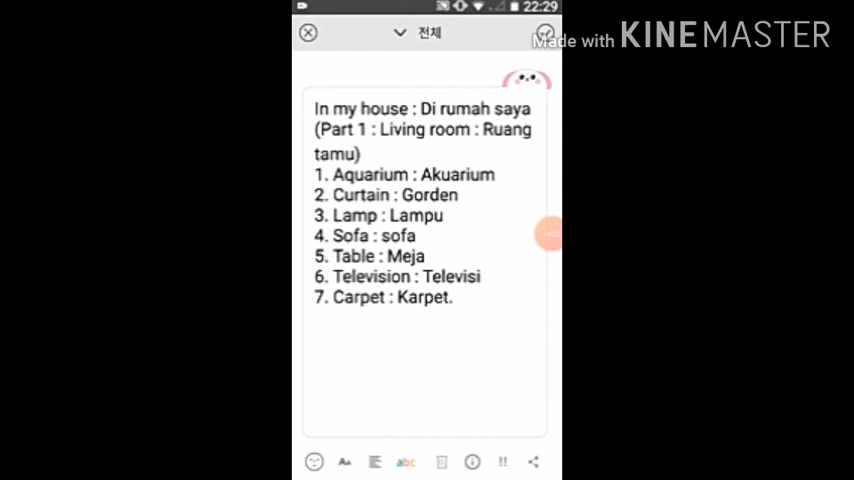 22:29
전체
Made with KINEMASTER
In my house : Di rumah saya
(Part 1 : Living room : Ruang
tamu)
1. Aquarium : Akuarium
2. Curtain : Gorden
3. Lamp : Lampu
4. Sofa : sofa
5. Table : Meja
6. Television : Televisi
7. Carpet : Karpet.
abc